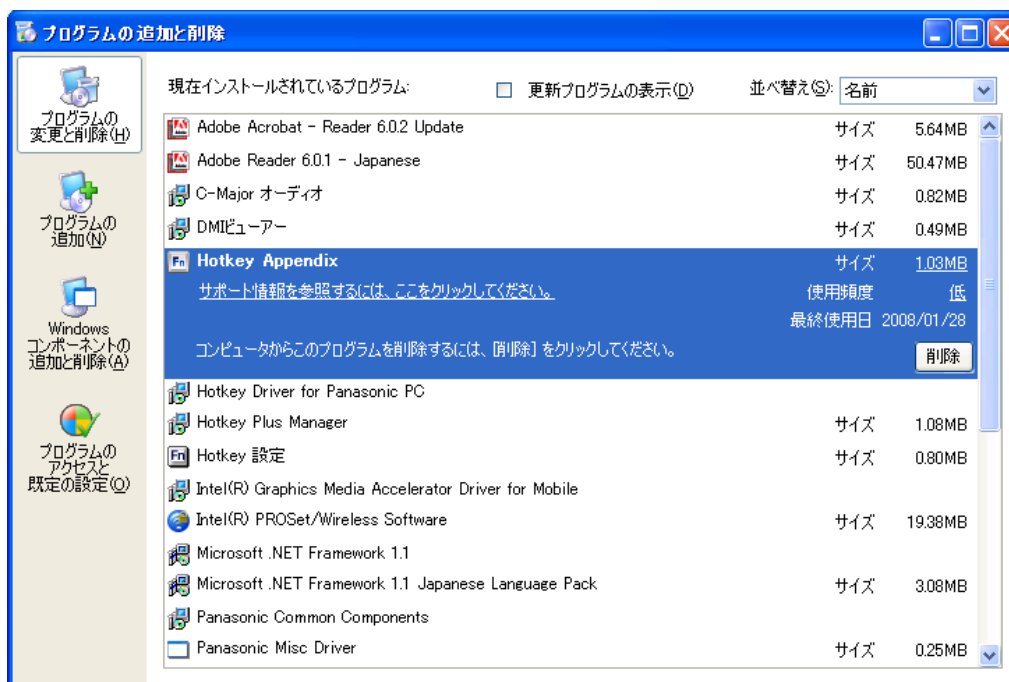 プログラムの追加と削除
プログラムの
変更と削除(H)
プログラムの
追加(N)
Windows
コンポーネントの
追加と削除(A)
プログラムの
アクセスと
既定の設定(O)
現在インストールされているプログラム: 更新プログラムの表示(D) 並べ替え(S): 名前
Adobe Acrobat - Reader 6.0.2 Update サイズ 5.64MB
Adobe Reader 6.0.1 - Japanese サイズ 50.47MB
C-Major オーディオ サイズ 0.82MB
DMIビューアー サイズ 0.49MB
Fn Hotkey Appendix サイズ 1.03MB
サポート情報を参照するには、ここをクリックしてください。 使用頻度 低
最終使用日 2008/01/28
コンピュータからこのプログラムを削除するには、[削除] をクリックしてください。 削除
Hotkey Driver for Panasonic PC
Hotkey Plus Manager サイズ 1.08MB
Fn Hotkey 設定 サイズ 0.80MB
Intel(R) Graphics Media Accelerator Driver for Mobile
Intel(R) PROSet/Wireless Software サイズ 19.38MB
Microsoft .NET Framework 1.1
Microsoft .NET Framework 1.1 Japanese Language Pack サイズ 3.08MB
Panasonic Common Components
Panasonic Misc Driver サイズ 0.25MB